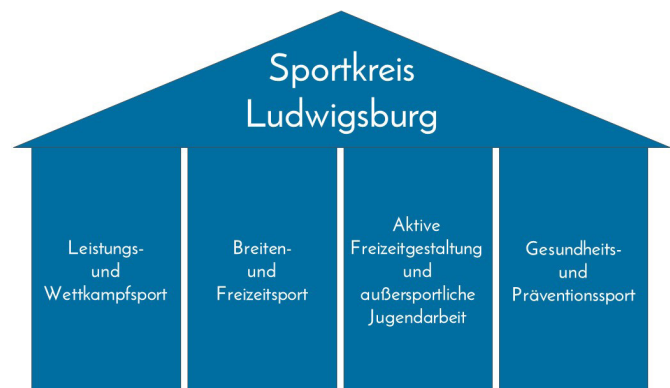 Sportkreis
Ludwigsburg
Leistungs-
und
Wettkampfsport
Breiten-
und
Freizeitsport
Aktive
Freizeitgestaltung
und
außersportliche
Jugendarbeit
Gesundheits-
und
Präventionssport